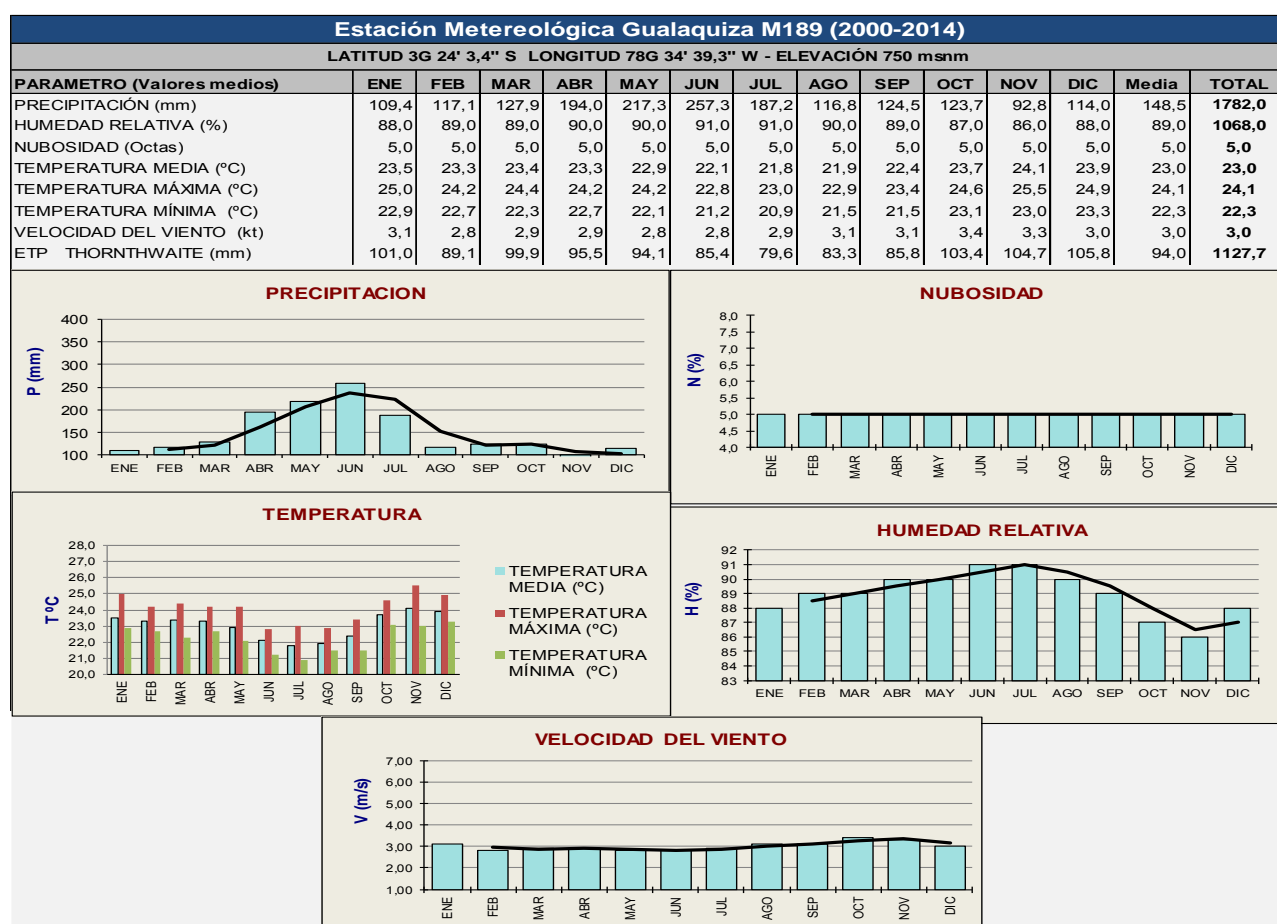 Estación Metereológica Gualaquiza M189 (2000-2014)
LATITUD 3G 24' 3,4'' S LONGITUD 78G 34' 39,3'' W - ELEVACIÓN 750 msnm
PARAMETRO (Valores medios) ENE FEB MAR ABR MAY JUN JUL AGO SEP OCT NOV DIC Media TOTAL
PRECIPITACIÓN (mm) 109,4 117,1 127,9 194,0 217,3 257,3 187,2 116,8 124,5 123,7 92,8 114,0 148,5 1782,0
HUMEDAD RELATIVA (%) 88,0 89,0 89,0 90,0 90,0 91,0 91,0 90,0 89,0 87,0 86,0 88,0 89,0 1068,0
NUBOSIDAD (Octas) 5,0 5,0 5,0 5,0 5,0 5,0 5,0 5,0 5,0 5,0 5,0 5,0 5,0 5,0
TEMPERATURA MEDIA (ºC) 23,5 23,3 23,4 23,3 22,9 22,1 21,8 21,9 22,4 23,7 24,1 23,9 23,0 23,0
TEMPERATURA MÁXIMA (ºC) 25,0 24,2 24,4 24,2 24,2 22,8 23,0 22,9 23,4 24,6 25,5 24,9 24,1 24,1
TEMPERATURA MÍNIMA (ºC) 22,9 22,7 22,3 22,7 22,1 21,2 20,9 21,5 21,5 23,1 23,0 23,3 22,3 22,3
VELOCIDAD DEL VIENTO (kt) 3,1 2,8 2,9 2,9 2,8 2,8 2,9 3,1 3,1 3,4 3,3 3,0 3,0 3,0
ETP THORNTHWAITE (mm) 101,0 89,1 99,9 95,5 94,1 85,4 79,6 83,3 85,8 103,4 104,7 105,8 94,0 1127,7
PRECIPITACION
P (mm)
400
350
300
250
200
150
100
ENE FEB MAR ABR MAY JUN JUL AGO SEP OCT NOV DIC
NUBOSIDAD
N (%)
8,0
7,5
7,0
6,5
6,0
5,5
5,0
4,5
4,0
ENE FEB MAR ABR MAY JUN JUL AGO SEP OCT NOV DIC
TEMPERATURA
T ºC
28,0
27,0
26,0
25,0
24,0
23,0
22,0
21,0
20,0
ENE FEB MAR ABR MAY JUN JUL AGO SEP OCT NOV DIC
TEMPERATURA
MEDIA (ºC)
TEMPERATURA
MÁXIMA (ºC)
TEMPERATURA
MÍNIMA (ºC)
HUMEDAD RELATIVA
H (%)
92
91
90
89
88
87
86
85
84
83
ENE FEB MAR ABR MAY JUN JUL AGO SEP OCT NOV DIC
VELOCIDAD DEL VIENTO
V (m/s)
7,00
6,00
5,00
4,00
3,00
2,00
1,00
ENE FEB MAR ABR MAY JUN JUL AGO SEP OCT NOV DIC